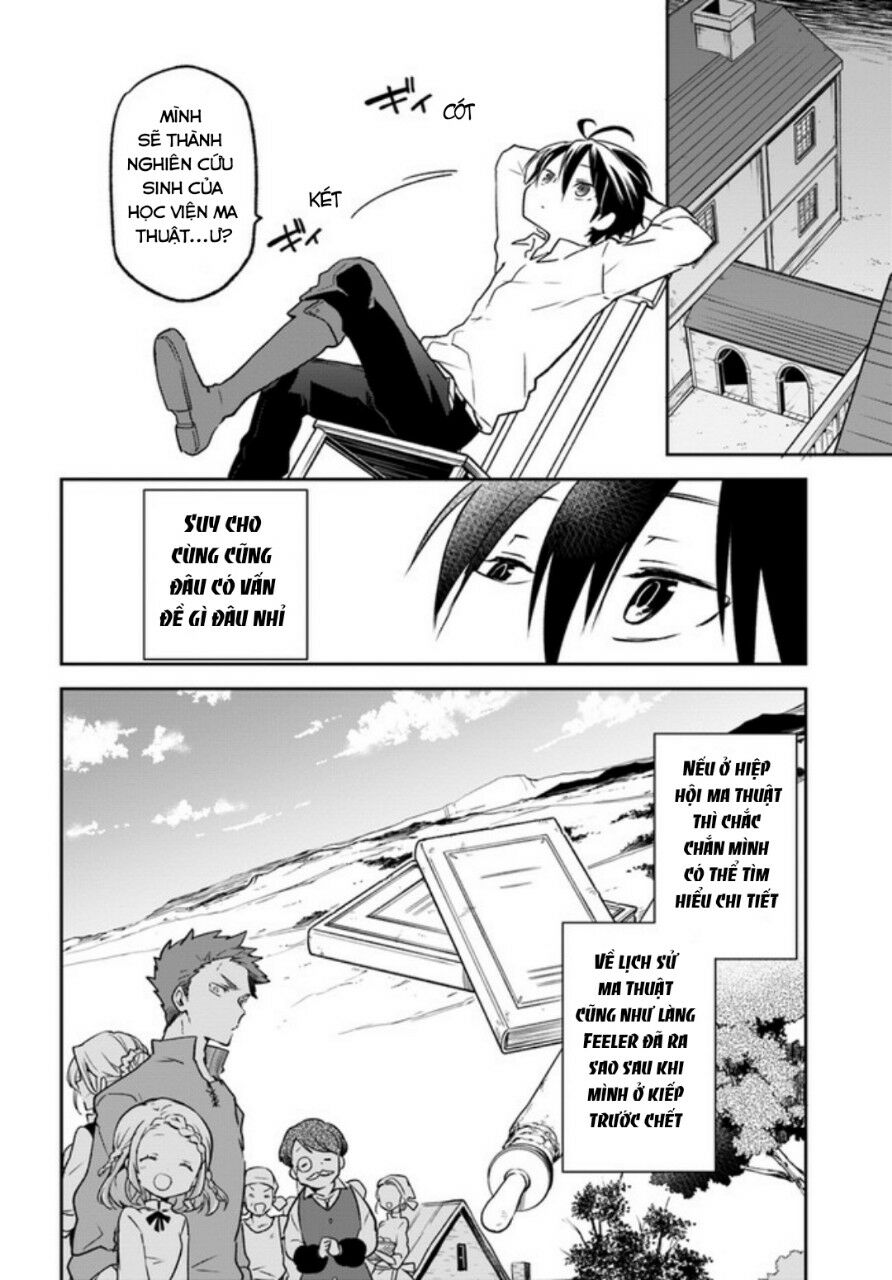 MÌNH
SẼ THÀNH
NGHIÊN CỨU
SINH CỦA
HỌC VIỆN MA
THUẬT...Ư?
ギィ
CÓT
KÉT
ギィ
SUY CHO
CÙNG CŨNG
ĐÂU CÓ VẤN
ĐỀ GÌ ĐÂU NHỈ
NẾU Ở HIỆP
HỘI MA THUẬT
THÌ CHẮC
CHẮN MÌNH
CÓ THỂ TÌM
HIỂU CHI TIẾT
VỀ LỊCH SỬ
MA THUẬT
CŨNG NHƯ LÀNG
FEELER ĐÃ RA
SAO SAU KHI
MÌNH Ở KIẾP
TRƯỚC CHẾT